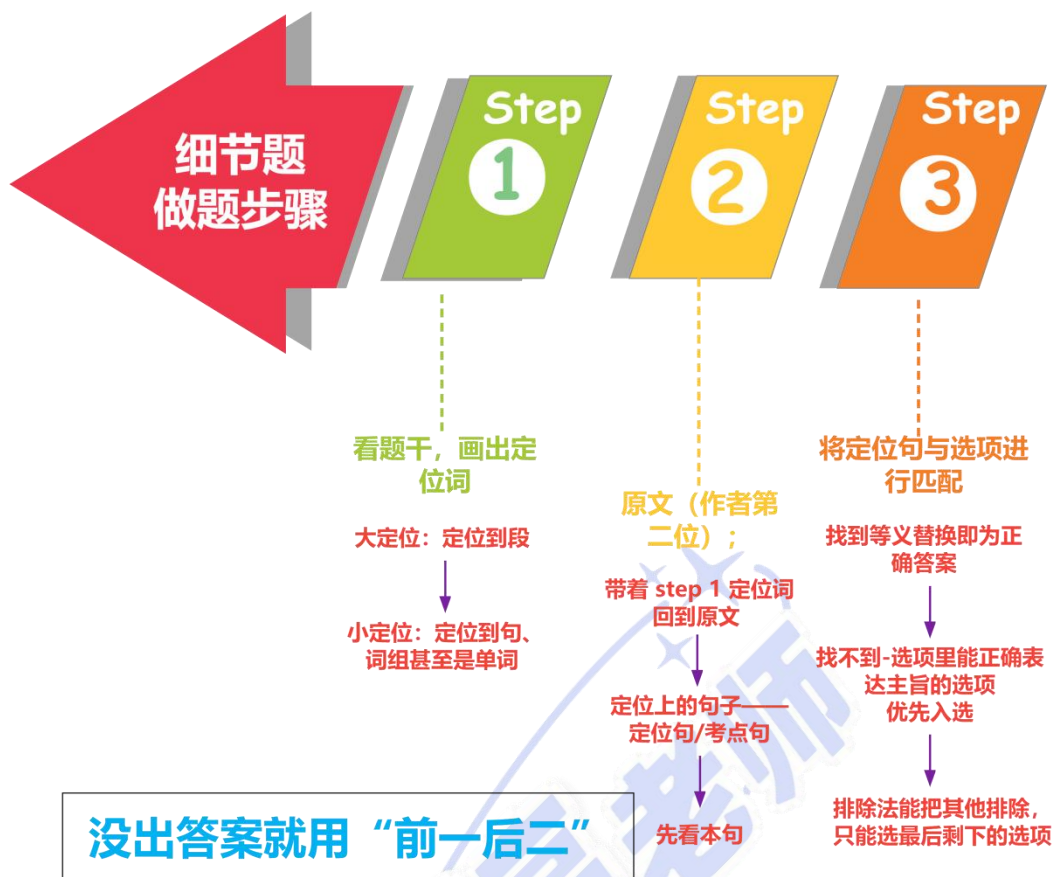 细节题
做题步骤
Step
1
Step
2
Step
3
看题干，画出定
位词
大定位：定位到段
小定位：定位到句、
词组甚至是单词
原文（作者第
二位）；
带着 step 1 定位词
回到原文
定位上的句子——
定位句/考点句
先看本句
将定位句与选项进
行匹配
找到等义替换即为正
确答案
找不到-选项里能正确表
达主旨的选项
优先入选
排除法能把其他排除，
只能选最后剩下的选项
没出答案就用“前一后二”
老师